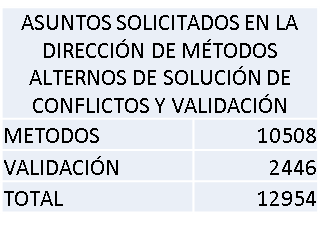 ASUNTOS SOLICITADOS EN LA
DIRECCIÓN DE MÉTODOS
ALTERNOS DE SOLUCIÓN DE
CONFLICTOS Y VALIDACIÓN
METODOS 10508
VALIDACIÓN 2446
TOTAL 12954